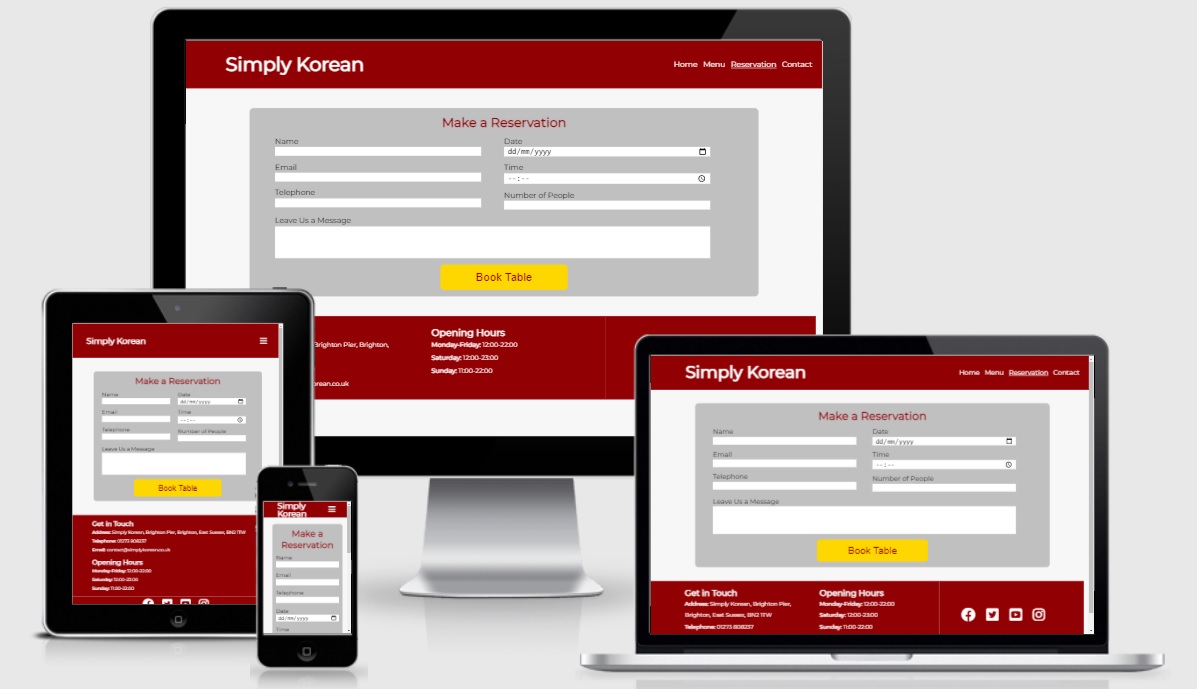 Simply Korean
Home Menu Reservation Contact
Make a Reservation
Name
Date
dd/mm/yyyy
Email
Time
--:--
Telephone
Number of People
Leave Us a Message
Book Table
Brighton Pier, Brighton,
orean.co.uk
Opening Hours
Monday-Friday: 12:00-22:00
Saturday: 12:00-23:00
Sunday: 11:00-22:00
Simply Korean
Make a Reservation
Name
Date
dd/mm/yyyy
Email
Time
--:--
Telephone
Number of People
Leave Us a Message
Book Table
Get in Touch
Address: Simply Korean, Brighton Pier, Brighton, East Sussex, BN2 1TW
Telephone: 01273 808237
Email: contact@simplykorean.co.uk
Opening Hours
Monday-Friday: 12:00-22:00
Saturday: 12:00-23:00
Sunday: 11:00-22:00
Simply
Korean
Make a
Reservation
Name
Email
Telephone
Date
dd/mm/yyyy
Time
Simply Korean
Home Menu Reservation Contact
Make a Reservation
Name
Date
dd/mm/yyyy
Email
Time
--:--
Telephone
Number of People
Leave Us a Message
Book Table
Get in Touch
Address: Simply Korean, Brighton Pier,
Brighton, East Sussex, BN2 1TW
Telephone: 01273 808237
Opening Hours
Monday-Friday: 12:00-22:00
Saturday: 12:00-23:00
Sunday: 11:00-22:00